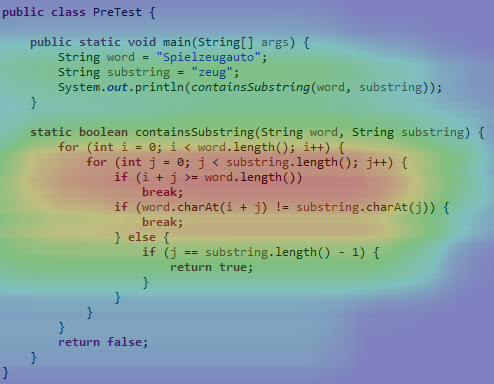 public class PreTest {
public static void main(String[] args) {
String word = "Spielzeugauto";
String substring = "zeug";
System.out.println(containsSubstring(word, substring));
}
static boolean containsSubstring(String word, String substring) {
for (int i = 0; i < word.length(); i++) {
for (int j = 0; j < substring.length(); j++) {
if (i + j >= word.length())
break;
if (word.charAt(i + j) != substring.charAt(j)) {
break;
} else {
if (j == substring.length() - 1) {
return true;
}
}
}
}
return false;
}
}